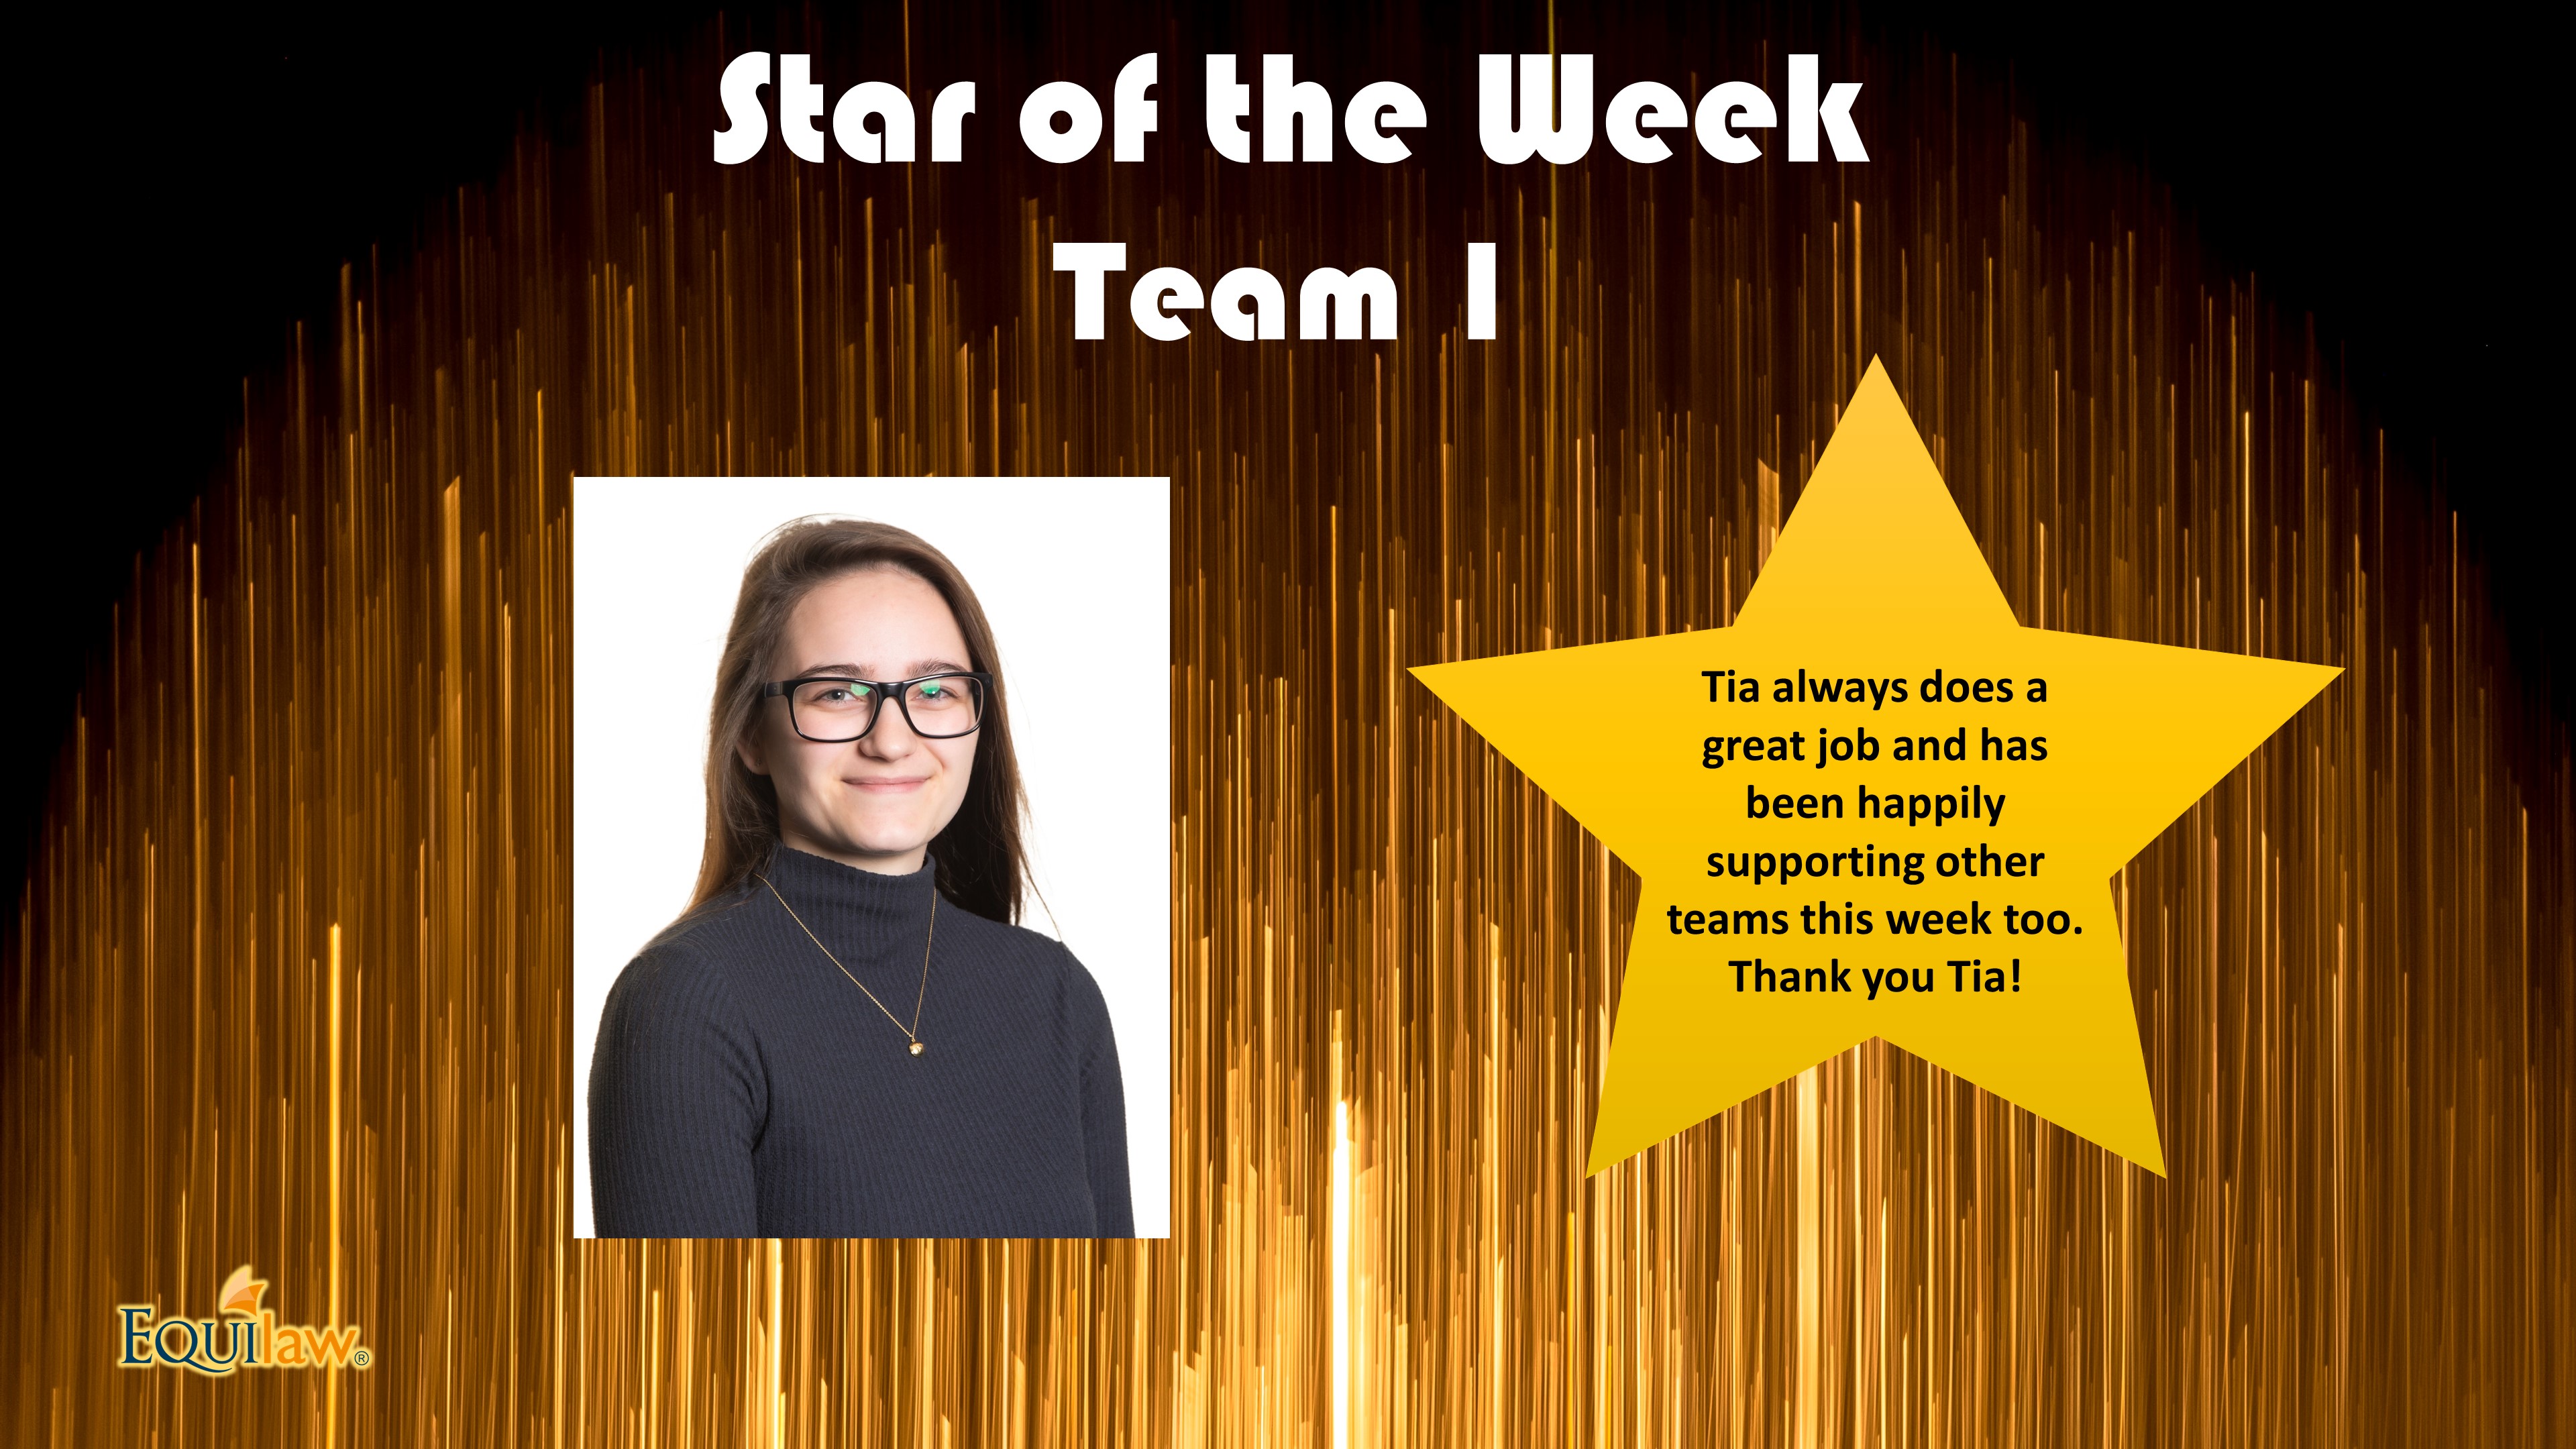 Star of the Week
Team 1
Tia always does a
great job and has
been happily
supporting other
teams this week too.
Thank you Tia!
EQUilaw®